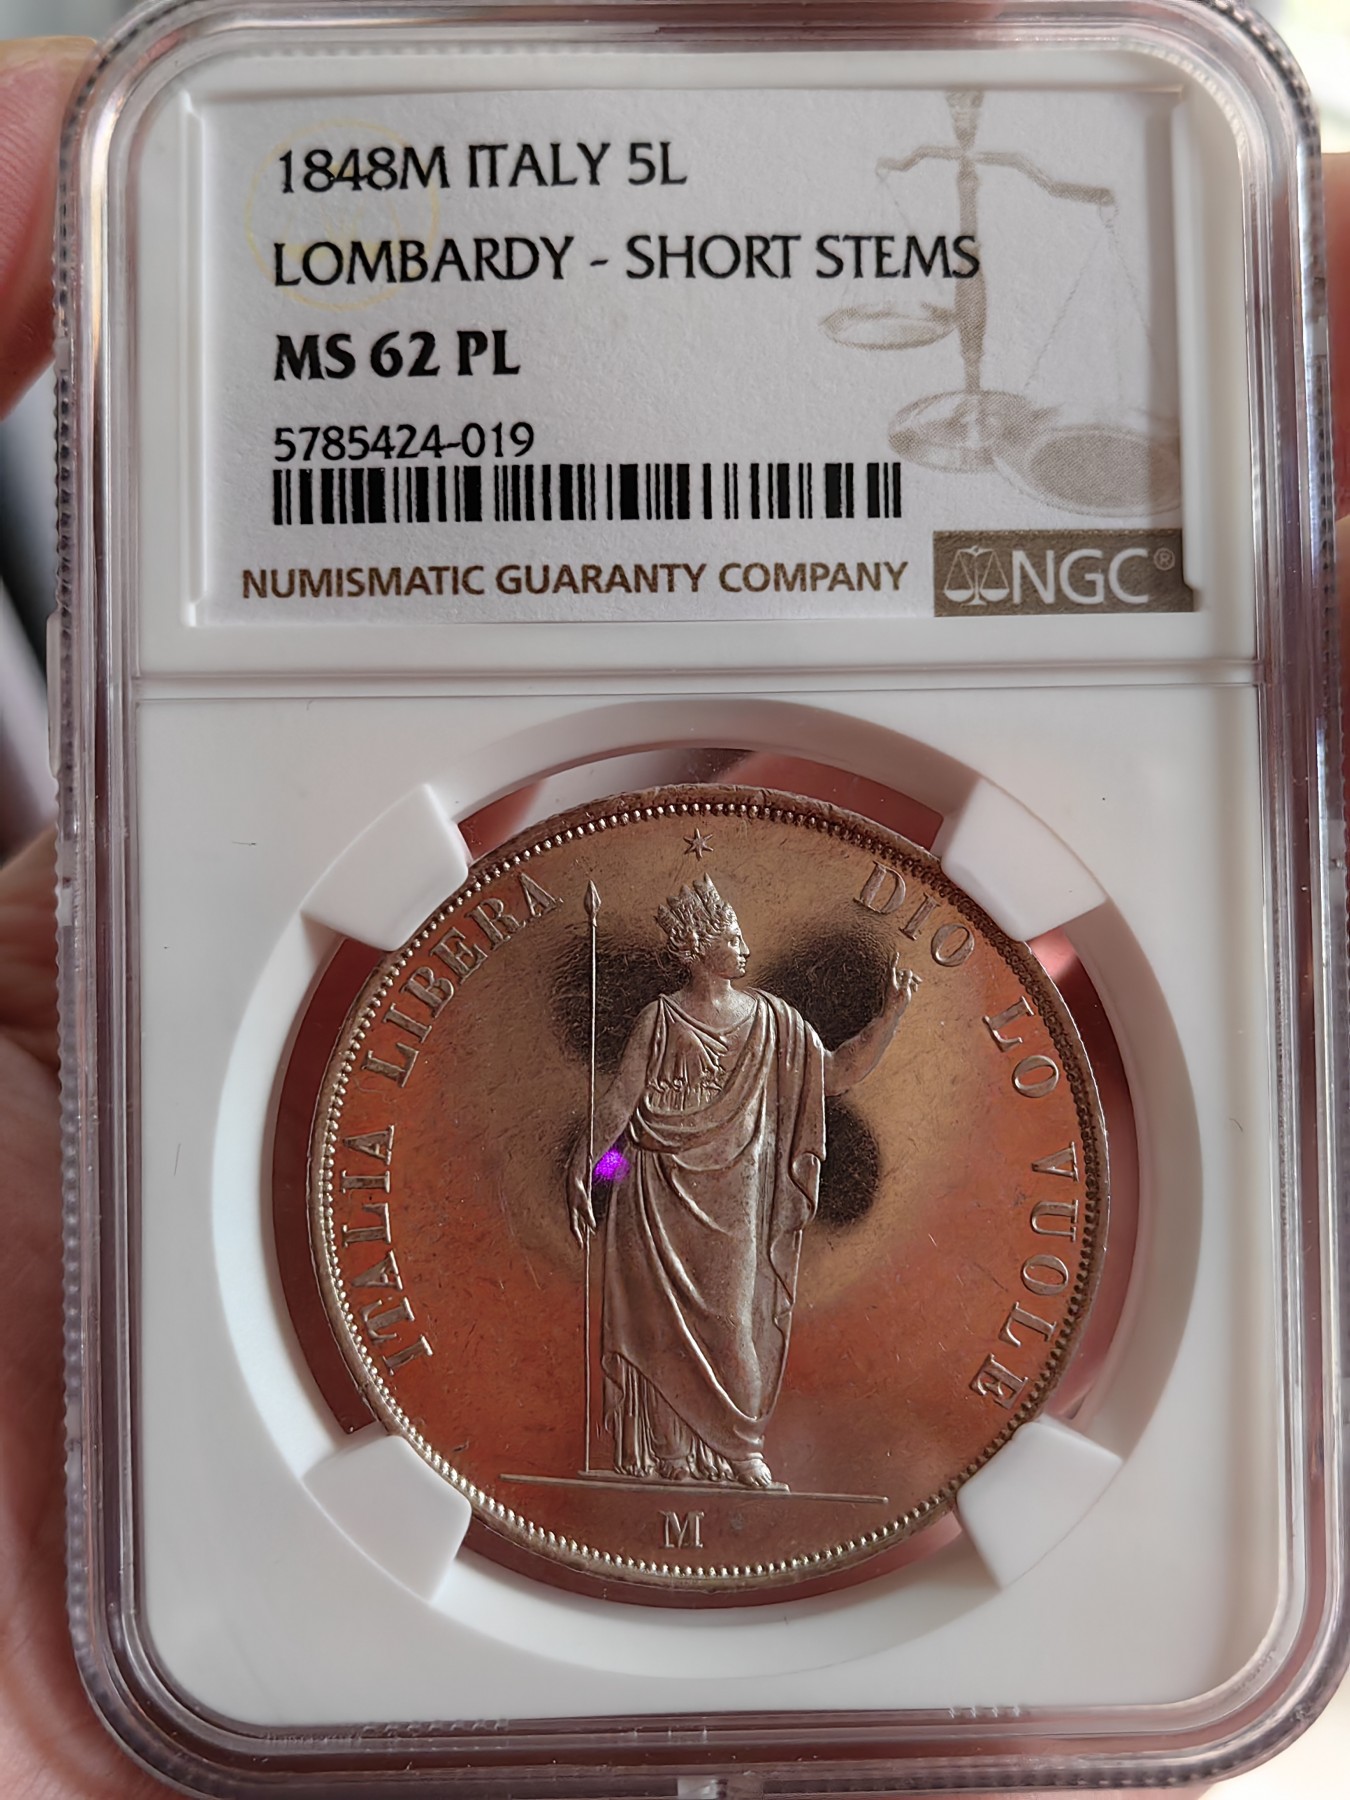 1848M ITALY 5L
LOMBARDY - SHORT STEMS
MS 62 PL
5785424-019
NUMISMATIC GUARANTY COMPANY NGC®
ITALIA LIBERA DIO LO VUOLE
M